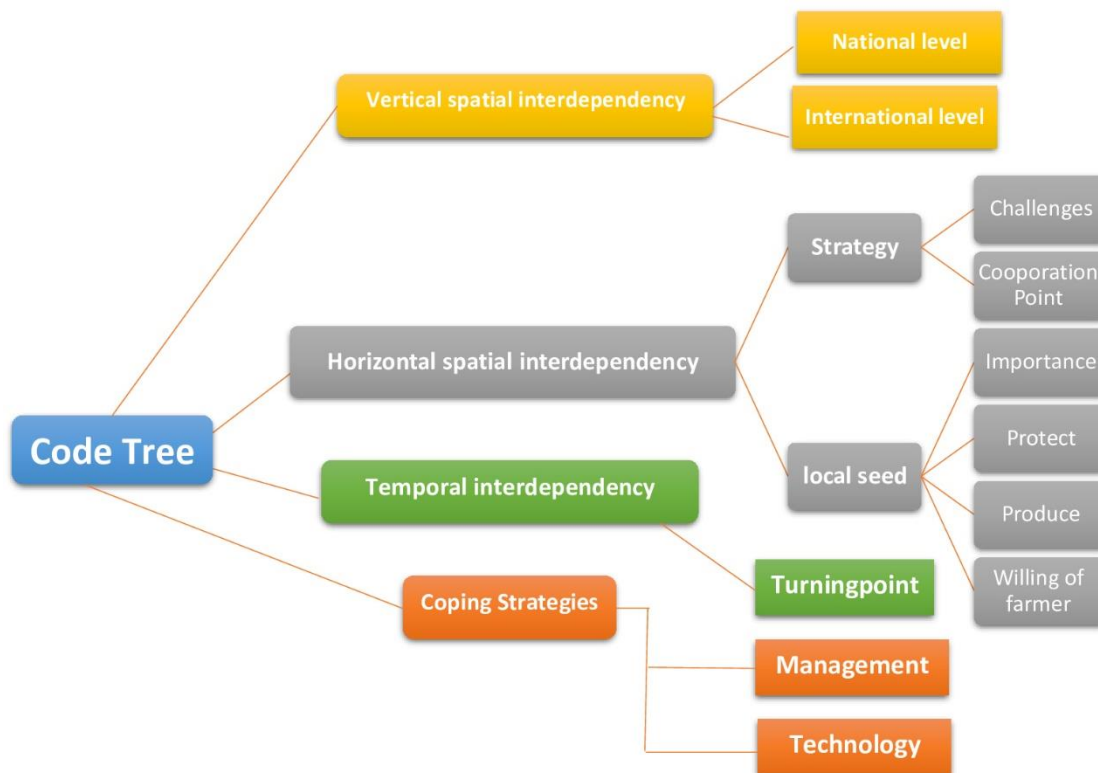 National level
Vertical spatial interdependency
International level
Challenges
Strategy
Cooporation
Point
Horizontal spatial interdependency
Importance
Code Tree
Protect
local seed
Temporal interdependency
Produce
Turningpoint
Willing of
farmer
Coping Strategies
Management
Technology